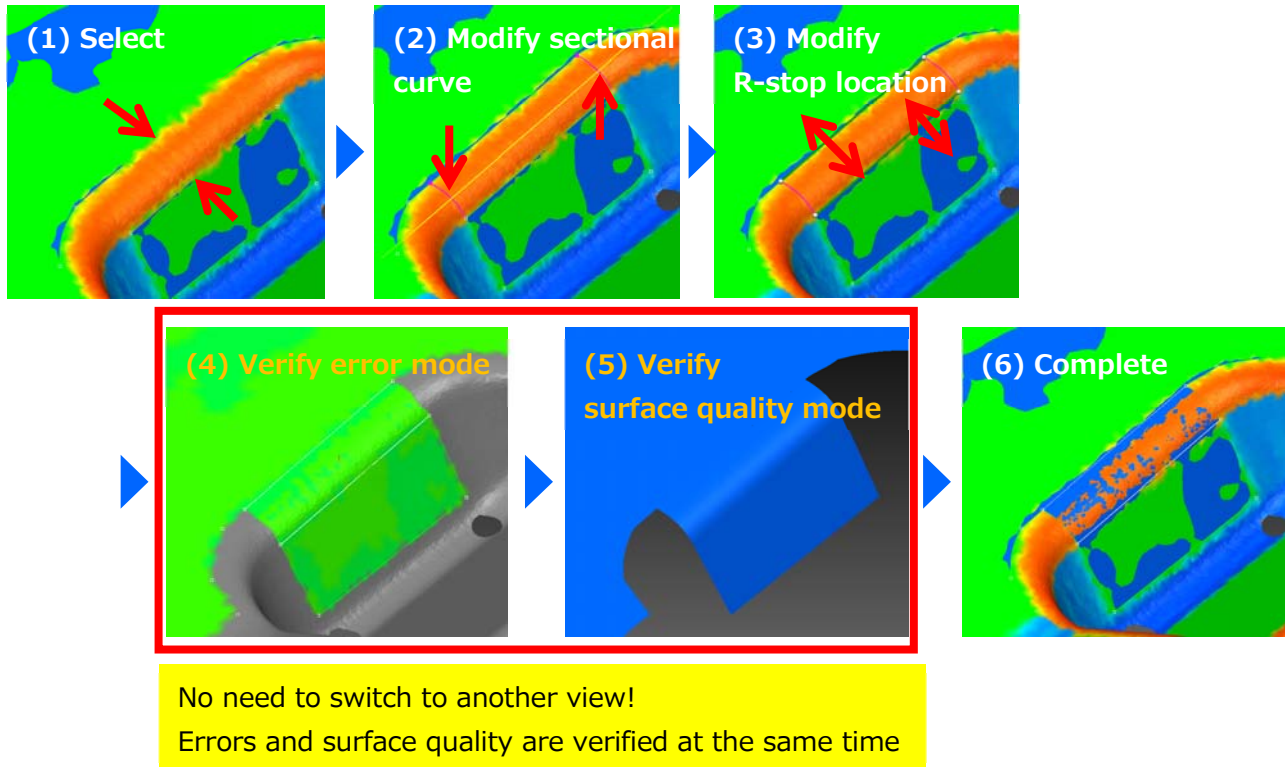 (1) Select
(2) Modify sectional
curve
(3) Modify
R-stop location
(4) Verify error mode
(5) Verify
surface quality mode
(6) Complete
No need to switch to another view!
Errors and surface quality are verified at the same time